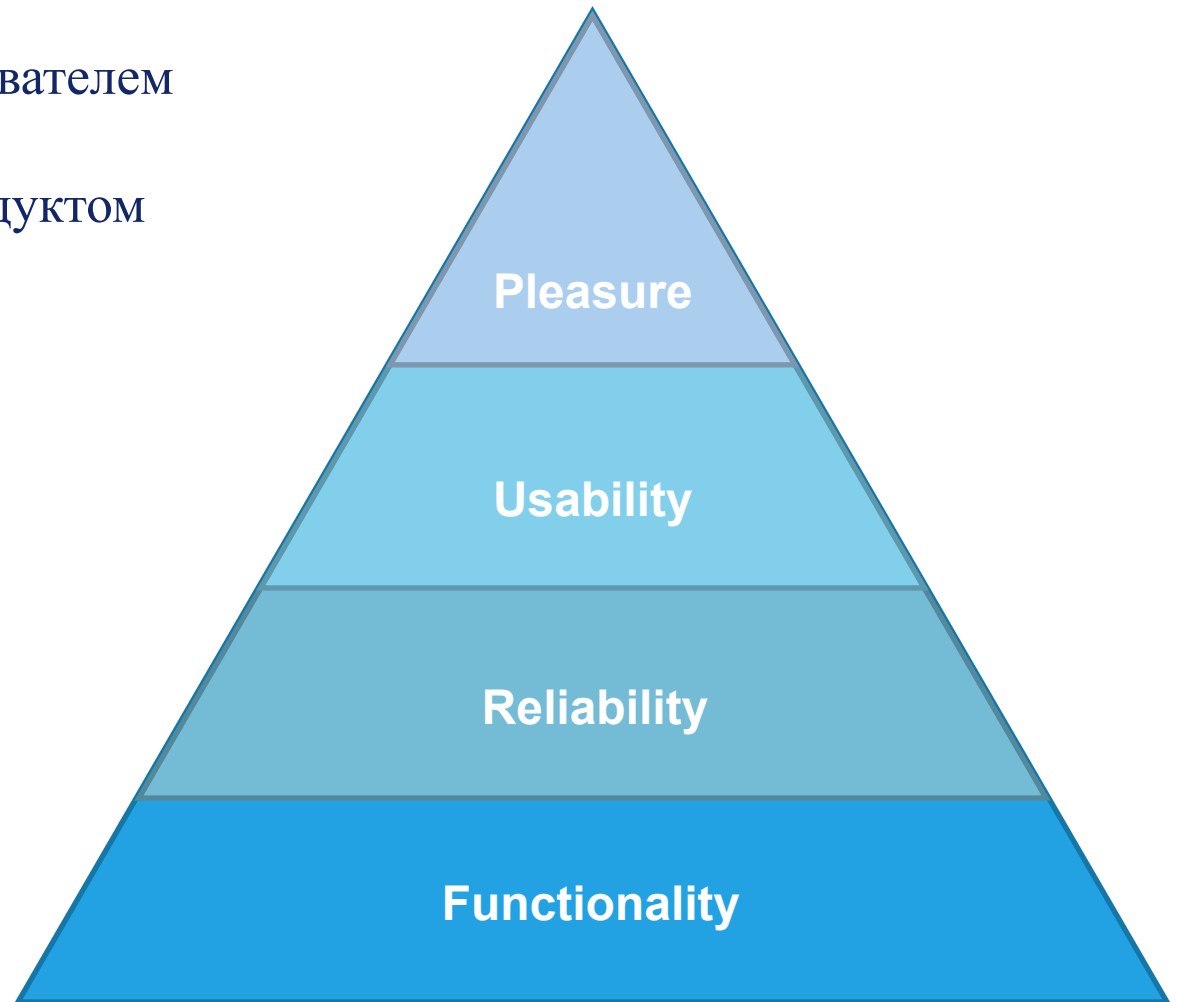 вателем
дуктом
Pleasure
Usability
Reliability
Functionality